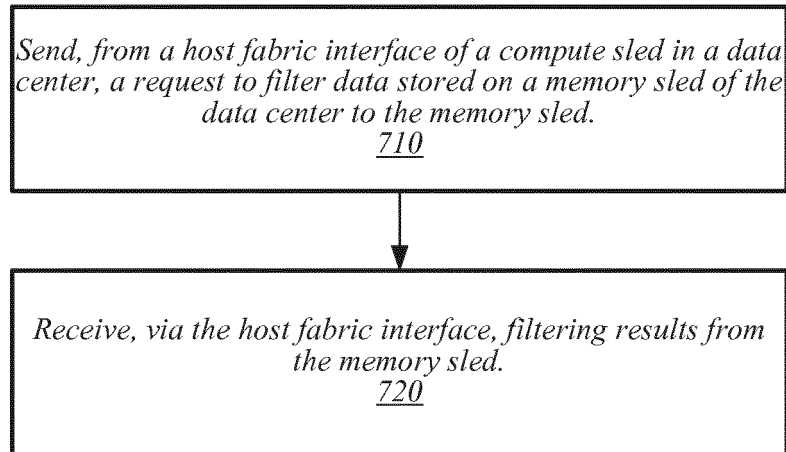 Send, from a host fabric interface of a compute sled in a data
center, a request to filter data stored on a memory sled of the
data center to the memory sled.
710
Receive, via the host fabric interface, filtering results from
the memory sled.
720